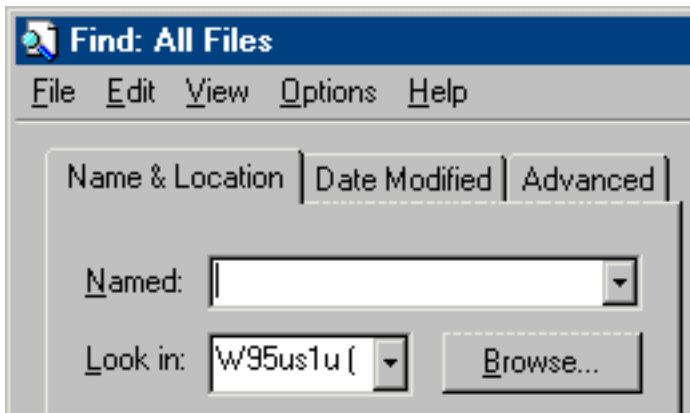 Find: All Files
File Edit View Options Help
Name & Location Date Modified Advanced
Named:
Look in: W95us1u ( Browse...